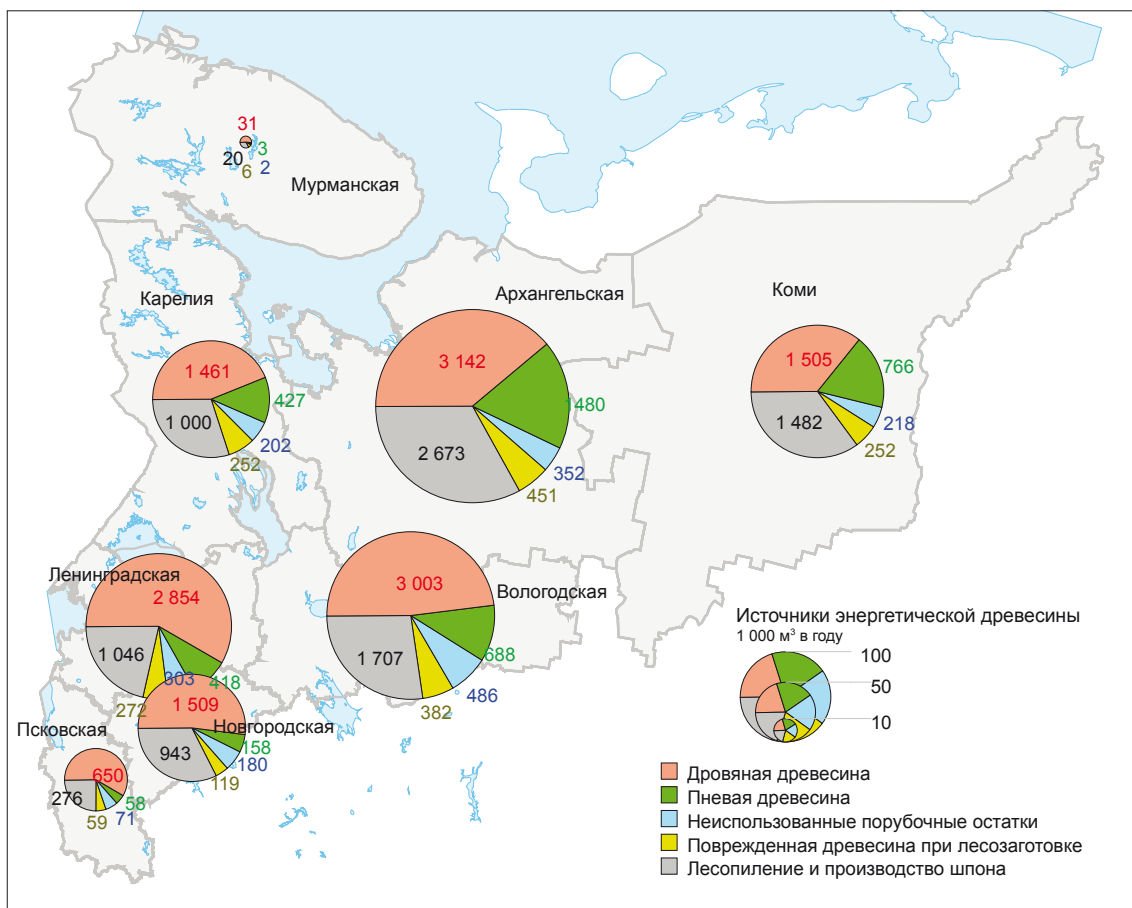 31
3
20
2
6
Мурманская
Карелия
1 461
427
1 000
202
252
Архангельская
3 142
1480
2 673
352
451
Коми
1 505
766
1 482
218
252
Ленинградская
2 854
1 046
303
418
272
Вологодская
3 003
1 707
688
486
382
Новгородская
1 509
943
158
180
119
Псковская
650
276
58
71
59
Источники энергетической древесины
1 000 м³ в году
100
50
10
Дровяная древесина
Пневая древесина
Неиспользованные порубочные остатки
Поврежденная древесина при лесозаготовке
Лесопиление и производство шпона